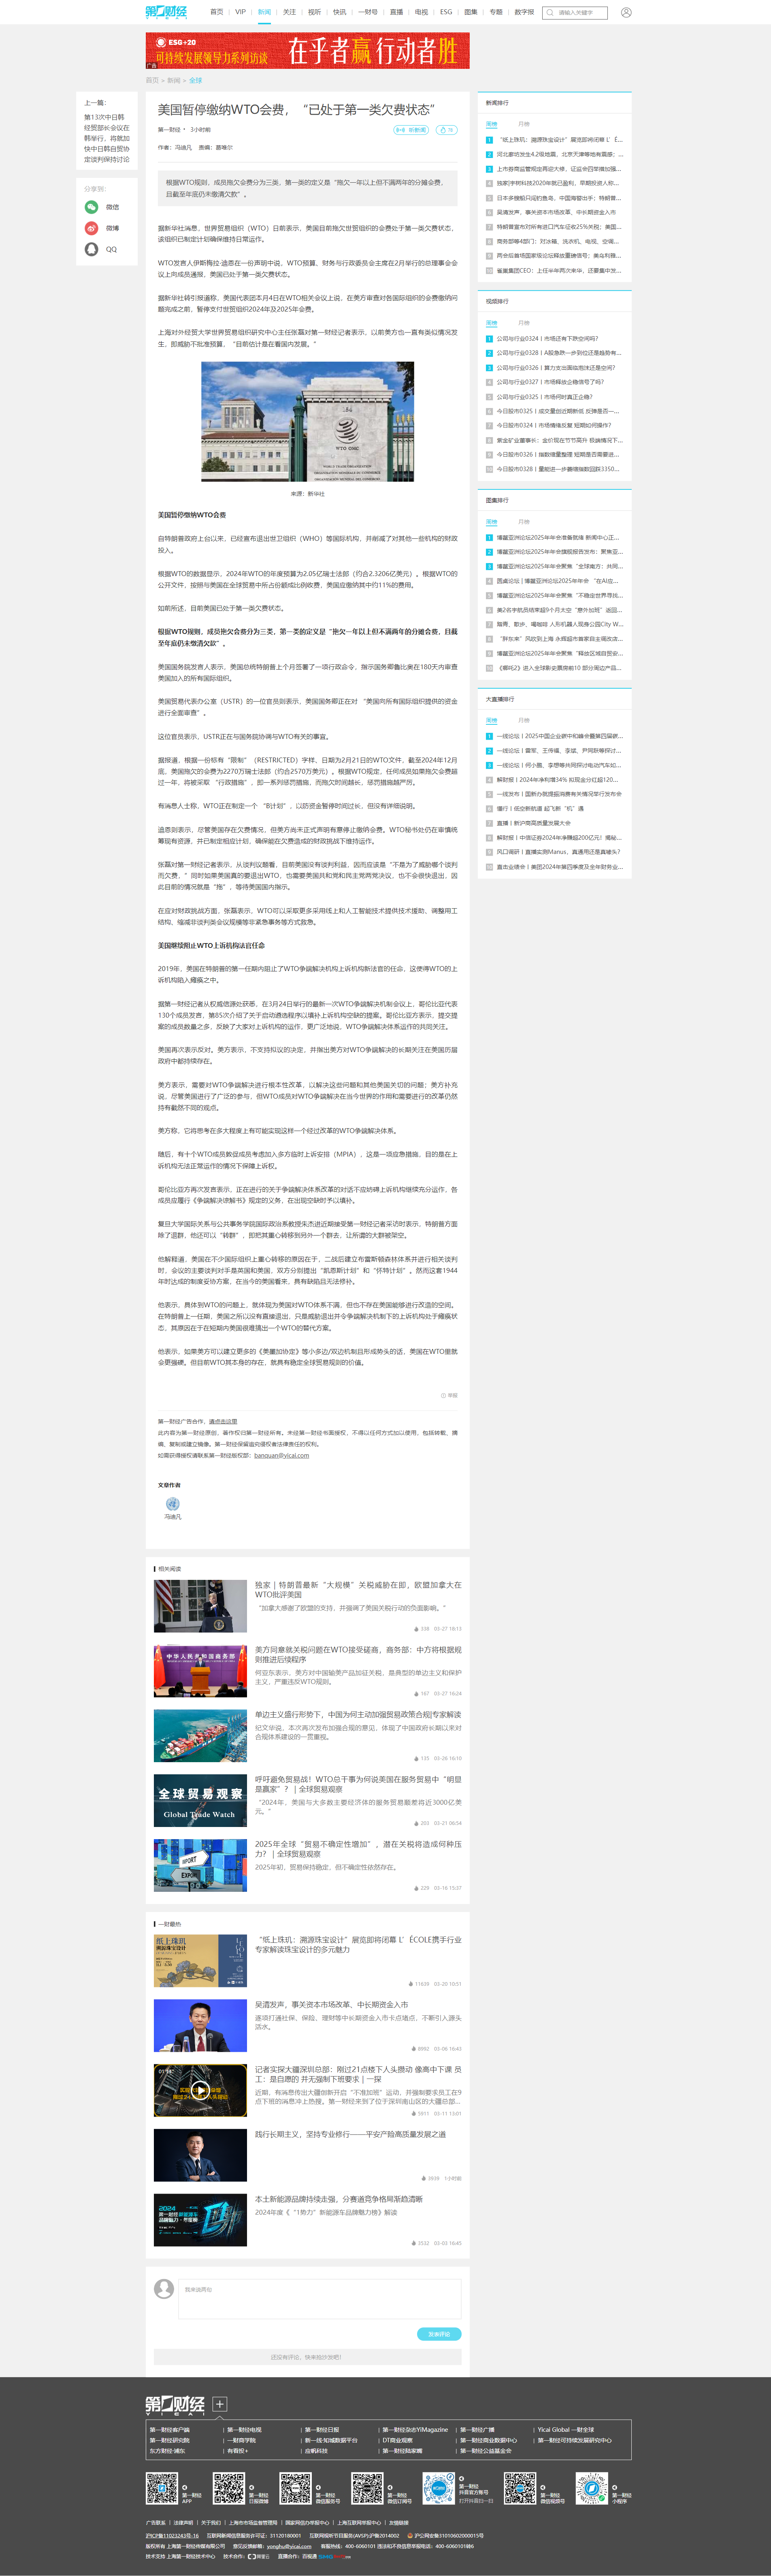 第一财经
首页
VIP
新闻
关注
视听
快讯
一财号
直播
电视
ESG
图集
专题
数字报
请输入关键字
ESG+20
可持续发展领导力系列访谈
在乎者赢行动者胜
首页 > 新闻 > 全球
上一篇：
第13次中日韩
经贸部长会议在
韩举行，将就加
快中日韩自贸协
定谈判保持讨论
分享到：
微信
微博
QQ
美国暂停缴纳WTO会费，“已处于第一类欠费状态”
第一财经 • 3小时前
听新闻
作者：冯迪凡 责编：盛唯尔
根据WTO规则，成员拖欠会费分为三类，第一类的定义是“拖欠一年以上但不满两年的分摊会费，
且截至年底仍未缴清欠款”。
据新华社消息，世界贸易组织（WTO）日前表示，美国目前拖欠世贸组织的会费处于第一类的欠费状态，
该组织已制定计划确保维持日常运作。
WTO发言人伊斯梅拉·迪恩在一份声明中说，WTO预算、财务与行政委员会主席在2月举行的总理事会会
议上向成员通报，美国已处于第一类欠费状态。
据新华社转引报道称，美国代表团本月4日在WTO相关会议上说，在美方审查对各国际组织的会费缴纳问
题完成之前，暂停支付世贸组织2024年及2025年会费。
上海对外经贸大学世界贸易组织研究中心主任张磊对第一财经记者表示，以前美方也一直有类似情况发
生，即威胁不批准预算，“目前估计是在看国内发展。”
来源：新华社
美国暂停缴纳WTO会费
自特朗普政府上台以来，已经宣布退出世卫组织（WHO）等国际机构，并削减了对其他一些机构的财政
投入。
根据WTO的数据显示，2024年WTO的年度预算为2.05亿瑞士法郎（约合2.3206亿美元）。根据WTO的
公开文件，按照与美国在全球贸易中所占份额成比例收费，美国应缴纳其中约11%的费用。
如前所述，目前美国已处于第一类欠费状态。
根据WTO规则，成员拖欠会费分为三类，第一类的定义是“拖欠一年以上但不满两年的分摊会费，且截
至年底仍未缴清欠款”。
美国国务院发言人表示，美国总统特朗普上个月签署了一项行政命令，指示国务卿鲁比奥在180天内审查
美国加入的所有国际组织。
美国贸易代表办公室（USTR）的一位官员则表示，美国国务卿正在对 “美国向所有国际组织提供的资金
进行全面审查”。
这位官员表示，USTR正在与国务院协调与WTO有关的事宜。
据报道，根据一份标有“限制”（RESTRICTED）字样、日期为2月21日的WTO文件，截至2024年12月
底，美国拖欠的会费为2270万瑞士法郎（约合2570万美元）。根据WTO规定，任何成员如果拖欠会费超
过一年，将被采取 “行政措施”，即一系列惩罚措施，而拖欠时间越长，惩罚措施越严厉。
有消息人士称，WTO正在制定一个 “B计划”，以防资金暂停时间过长，但没有详细说明。
迪恩则表示，尽管美国存在欠费情况，但美方尚未正式声明有意停止缴纳会费。WTO秘书处仍在审慎统
筹现有资源，并已制定相应计划，确保能在欠费造成的财政挑战下维持运作。
张磊对第一财经记者表示，从谈判议题看，目前美国没有谈判利益，因而应该是“不是为了威胁哪个谈判
而欠费，”同时如果美国真的要退出WTO，也需要美国共和党和民主党两党决议，也不会很快退出，因
此目前的情况就是“拖”，等待美国国内指示。
在应对财政挑战方面，张磊表示，WTO可以采取更多采用线上和人工智能技术提供技术援助，调整用工
结构，缩减非谈判类会议规模等非紧急事务等方式救急。
美国继续阻止WTO上诉机构法官任命
2019年，美国在特朗普的第一任期内阻止了WTO争端解决机构上诉机构新法官的任命，这使得WTO的上
诉机构陷入瘫痪之中。
据第一财经记者从权威信源处获悉，在3月24日举行的最新一次WTO争端解决机制会议上，哥伦比亚代表
130个成员发言，第85次介绍了关于启动遴选程序以填补上诉机构空缺的提案。哥伦比亚方表示，提交提
案的成员数量之多，反映了大家对上诉机构的运作，更广泛地说，WTO争端解决体系运作的共同关注。
美国再次表示反对。美方表示，不支持拟议的决定，并指出美方对WTO争端解决的长期关注在美国历届
政府中都持续存在。
美方表示，需要对WTO争端解决进行根本性改革，以解决这些问题和其他美国关切的问题；美方补充
说，尽管美国进行了广泛的参与，但WTO成员对WTO争端解决在当今世界的作用和需要进行的改革仍然
持有截然不同的观点。
美方称，它将思考在多大程度上有可能实现这样一个经过改革的WTO争端解决体系。
随后，有十个WTO成员敦促成员考虑加入多方临时上诉安排（MPIA），这是一项应急措施，目的是在上
诉机构无法正常运作的情况下保障上诉权。
哥伦比亚方再次发言表示，正在进行的关于争端解决体系改革的对话不应妨碍上诉机构继续充分运作，各
成员应履行《争端解决谅解书》规定的义务，在出现空缺时予以填补。
复旦大学国际关系与公共事务学院国际政治系教授朱杰进近期接受第一财经记者采访时表示，特朗普方面
除了退群，他还可以“转群”，即把其重心转移到另外一个群去，让所谓的大群被架空。
他解释道，美国在不少国际组织上重心转移的原因在于，二战后建立布雷顿森林体系并进行相关谈判
时，会议的主要谈判对手是英国和美国，双方分别提出“凯恩斯计划”和“怀特计划”。然而这套1944
年时达成的制度妥协方案，在当今的美国看来，具有缺陷且无法修补。
他表示，具体到WTO的问题上，就体现为美国对WTO体系不满，但也不存在美国能够进行改造的空间。
在特朗普上一任期，美国之所以没有直接退出，只是威胁退出并令争端解决机制下的上诉机构处于瘫痪状
态，其原因在于在短期内美国很难搞出一个WTO的替代方案。
他表示，如果美方可以建立更多的《美墨加协定》等小多边/双边机制且形成势头的话，美国在WTO里就
会更强硬。但目前WTO其本身的存在，就具有稳定全球贸易规则的价值。
举报
第一财经广告合作，请点击这里
此内容为第一财经原创，著作权归第一财经所有。未经第一财经书面授权，不得以任何方式加以使用，包括转载、摘
编、复制或建立镜像。第一财经保留追究侵权者法律责任的权利。
如需获得授权请联系第一财经版权部：banquan@yicai.com
文章作者
冯迪凡
相关阅读
独家 | 特朗普最新“大规模”关税威胁在即，欧盟加拿大在
WTO批评美国
“加拿大感谢了欧盟的支持，并强调了美国关税行动的负面影响。”
338 03-27 16:13
美方同意就关税问题在WTO接受磋商，商务部：中方将根据规
则推进后续程序
何亚东表示，美方对中国输美产品加征关税，是典型的单边主义和保护
主义，严重违反WTO规则。
167 03-27 16:24
单边主义盛行形势下，中国为何主动加强贸易政策合规|专家解读
纪文华说，本次再次发布加强合规的意见，体现了中国政府长期以来对
合规体系建设的一贯重视。
135 03-26 16:10
全球贸易观察
Global Trade Watch
呼吁避免贸易战！WTO总干事为何说美国在服务贸易中“明显
是赢家”？｜全球贸易观察
“2024年，美国与大多数主要经济体的服务贸易顺差将近3000亿美
元。”
203 03-21 06:54
2025年全球“贸易不确定性增加”，潜在关税将造成何种压
力？｜全球贸易观察
2025年初，贸易保持稳定，但不确定性依然存在。
229 03-16 15:37
一财最热
“纸上珠玑：溯源珠宝设计”展览即将闭幕 L’ÉCOLE携手行业
专家解读珠宝设计的多元魅力
11639 03-20 10:51
吴清发声，事关资本市场改革、中长期资金入市
逐项打通社保、保险、理财等中长期资金入市卡点堵点，不断引入源头
活水。
8992 03-06 16:43
记者实探大疆深圳总部：刚过21点楼下人头攒动 像高中下课 员
工：是自愿的 并无强制下班要求｜一探
近期，有消息传出大疆创新开启“不准加班”运动，并强制要求员工在9
点下班的消息冲上热搜。第一财经来到了位于深圳南山区的大疆总部...
5911 03-11 13:01
践行长期主义，坚持专业修行——平安产险高质量发展之道
3939 1小时前
本土新能源品牌持续走强，分赛道竞争格局渐趋清晰
2024年度《“1势力”新能源车品牌魅力榜》解读
3532 03-03 16:45
我来说两句
发表评论
还没有评论，快来抢沙发吧！
新闻排行
周榜 月榜
1 “纸上珠玑：溯源珠宝设计”展览即将闭幕 L’É...
2 河北廊坊发生4.2级地震，北京天津等地有震感；...
3 上市券商监管规定再迎大修，证监会四举措加强...
4 独家|宇树科技2020年就已盈利，早期投资人称...
5 日本多艘船只闯钓鱼岛，中国海警出手；特朗普...
6 吴清发声，事关资本市场改革、中长期资金入市
7 特朗普宣布对所有进口汽车征收25%关税；美国...
8 商务部等4部门：对冰箱、洗衣机、电视、空调...
9 两会后首场国家级论坛释放重磅信号；美乌利雅...
10 雀巢集团CEO：上任半年两次来华，还要集中发...
视频排行
周榜 月榜
1 公司与行业0324丨市场还有下跌空间吗？
2 公司与行业0328丨A股急跌一步到位还是趋势有...
3 公司与行业0326丨算力支出面临泡沫还是空间？
4 公司与行业0327丨市场释放企稳信号了吗？
5 公司与行业0325丨市场何时真正企稳？
6 今日股市0325丨成交量创近期新低 反弹是否一...
7 今日股市0324丨市场情绪反复 短期如何操作？
8 紫金矿业董事长：金价现在节节高升 极端情况下...
9 今日股市0326丨指数缩量整理 短期是否需要进...
10 今日股市0328丨量能进一步萎缩指数回踩3350...
图集排行
周榜 月榜
1 博鳌亚洲论坛2025年年会准备就绪 新闻中心正...
2 博鳌亚洲论坛2025年年会旗舰报告发布：聚焦亚...
3 博鳌亚洲论坛2025年年会聚焦“全球南方：共同...
4 圆桌论坛 | 博鳌亚洲论坛2025年年会 “在AI应...
5 博鳌亚洲论坛2025年年会聚焦“不确定世界寻找...
6 美2名宇航员结束超9个月太空“意外加班”返回...
7 踏青、散步、喝咖啡 人形机器人现身公园City W...
8 “胖东来”风吹到上海 永辉超市首家自主调改店...
9 博鳌亚洲论坛2025年年会聚焦“释放区域自贸安...
10 《哪吒2》进入全球影史票房前10 部分周边产品...
大直播排行
周榜 月榜
1 一线论坛丨2025中国企业碳中和峰会暨第四届碳...
2 一线论坛丨雷军、王传福、李斌、尹同跃等探讨...
3 一线论坛丨何小鹏、李想等共同探讨电动汽车如...
4 解财报丨2024年净利增34% 拟现金分红超120...
5 一线发布丨国新办就提振消费有关情况举行发布会
6 懂行丨低空新航道 起飞新“机”遇
7 直播丨新沪商高质量发展大会
8 解财报丨中信证券2024年净赚超200亿元！揭秘...
9 风口调研丨直播实测Manus，真通用还是真噱头？
10 直击业绩会丨美团2024年第四季度及全年财务业...
第一财经
第一财经客户端
第一财经电视
第一财经日报
第一财经杂志YiMagazine
第一财经广播
Yicai Global 一财全球
第一财经研究院
一财商学院
新一线·知城数据平台
DT商业观察
第一财经商业数据中心
第一财经可持续发展研究中心
东方财经·浦东
有看投+
应帆科技
第一财经陆家嘴
第一财经公益基金会
第一财经
APP
第一财经
日报微博
第一财经
微信服务号
第一财经
微信订阅号
第一财经
抖音官方账号
打开抖音扫一扫
第一财经
微信视频号
第一财经
小程序
广告联系 | 法律声明 | 关于我们 | 上海市市场监督管理局 | 国家网信办举报中心 | 上海互联网举报中心 | 友情链接
沪ICP备11023243号-16 互联网新闻信息服务许可证：31120180001 互联网视听节目服务(AVSP):沪备2014002 沪公网安备31010602000015号
版权所有 上海第一财经传媒有限公司 意见反馈邮箱：yonghu@yicai.com 客服热线：400-6060101 违法和不良信息举报电话：400-6060101转6
技术支持 上海第一财经技术中心 技术合作： 阿里云 直播合作：百视通